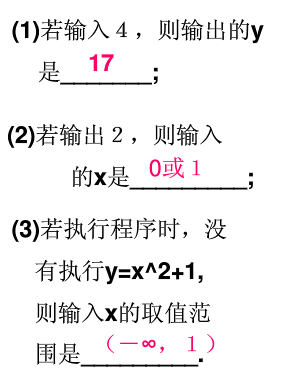 (1)若输入４，则输出的y
是 17 ;
(2)若输出２，则输入
的x是 0或１ ;
(3)若执行程序时，没
有执行y=x^2+1,
则输入x的取值范
围是（－∞，１）.